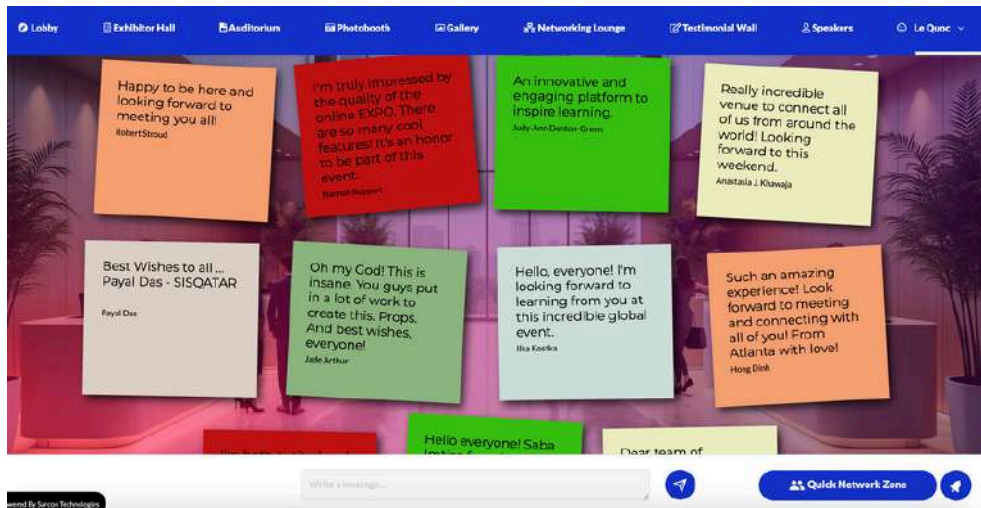 Lobby
Exhibitor Hall
Auditorium
Photobooth
Gallery
Networking Lounge
Testimonial Wall
Speakers
Le Quoc
Happy to be here and
looking forward to
meeting you all!
Robert Stroud
I'm truly impressed by
the quality of the
online EXPO. There
are so many cool
features! It's an honor
to be part of this
event.
An innovative and
engaging platform to
inspire learning.
Judy-Ann Denton-Green
Really incredible
venue to connect all
of us from around the
world! Looking
forward to this
weekend.
Anastasia J. Khawaja
Best Wishes to all ...
Payal Das - SISQATAR
Payal Das
Oh my God! This is
insane. You guys put
in a lot of work to
create this. Props.
And best wishes,
everyone!
Jade Arthur
Hello, everyone! I'm
looking forward to
learning from you at
this incredible global
event.
Ilka Kostka
Such an amazing
experience! Look
forward to meeting
and connecting with
all of you! From
Atlanta with love!
Hong Dinh
Hello everyone! Saba
Dear team of
Write a message...
Quick Network Zone
wered By Sarcon Technologies